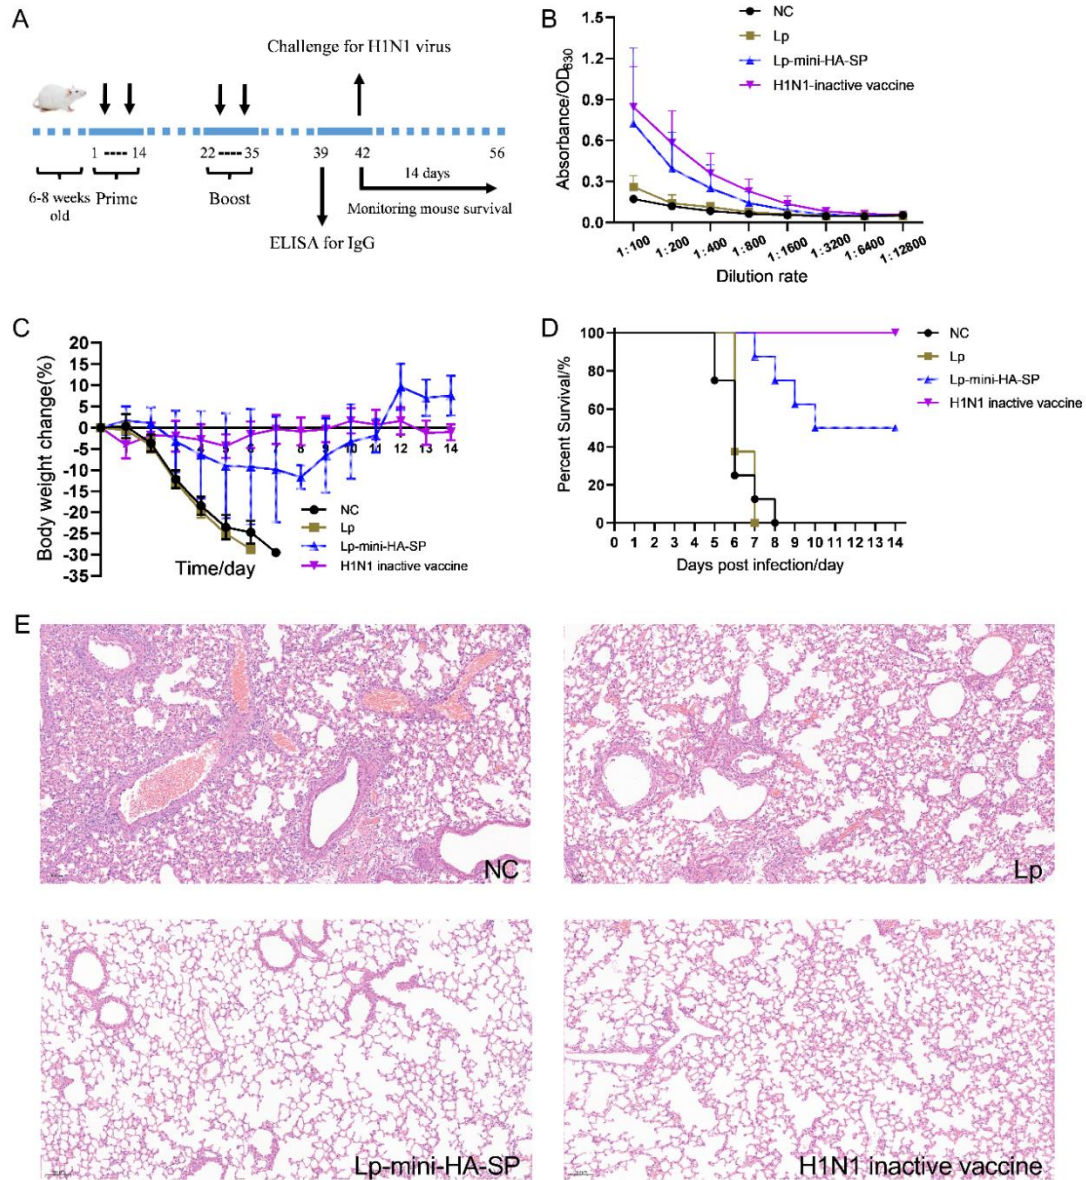 A
Challenge for H1N1 virus
1 ---- 14
22 ----- 35
39
42
56
6-8 weeks
old
Prime
Boost
14 days
Monitoring mouse survival
ELISA for IgG
B
NC
Lp
Lp-mini-HA-SP
H1N1-inactive vaccine
Absorbance/OD630
1.5
1.2
0.9
0.6
0.3
0.0
1:100 1:200 1:400 1:800 1:1600 1:3200 1:6400 1:12800
Dilution rate
C
Body weight change(%)
20
15
10
5
0
-5
-10
-15
-20
-25
-30
-35
4 5 6 7 8 9 10 11 12 13 14
Time/day
NC
Lp
Lp-mini-HA-SP
H1N1 inactive vaccine
D
Percent Survival/%
100
80
60
40
20
0
0 1 2 3 4 5 6 7 8 9 10 11 12 13 14
Days post infection/day
NC
Lp
Lp-mini-HA-SP
H1N1 inactive vaccine
E
NC
Lp
Lp-mini-HA-SP
H1N1 inactive vaccine